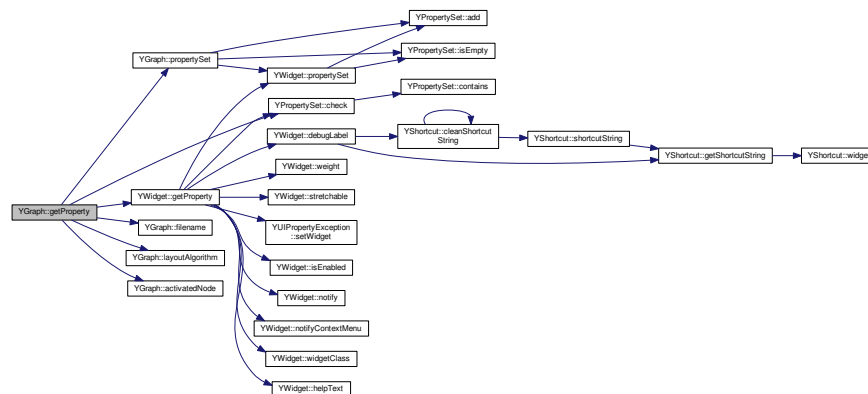 YPropertySet::add
YGraph::propertySet
YPropertySet::isEmpty
YWidget::propertySet
YPropertySet::contains
YPropertySet::check
YWidget::debugLabel
YShortcut::cleanShortcut
String
YShortcut::shortcutString
YShortcut::getShortcutString
YShortcut::widget
YWidget::weight
YWidget::getProperty
YWidget::stretchable
YGraph::getProperty
YGraph::filename
YUIPropertyException
::setWidget
YGraph::layoutAlgorithm
YWidget::isEnabled
YGraph::activatedNode
YWidget::notify
YWidget::notifyContextMenu
YWidget::widgetClass
YWidget::helpText